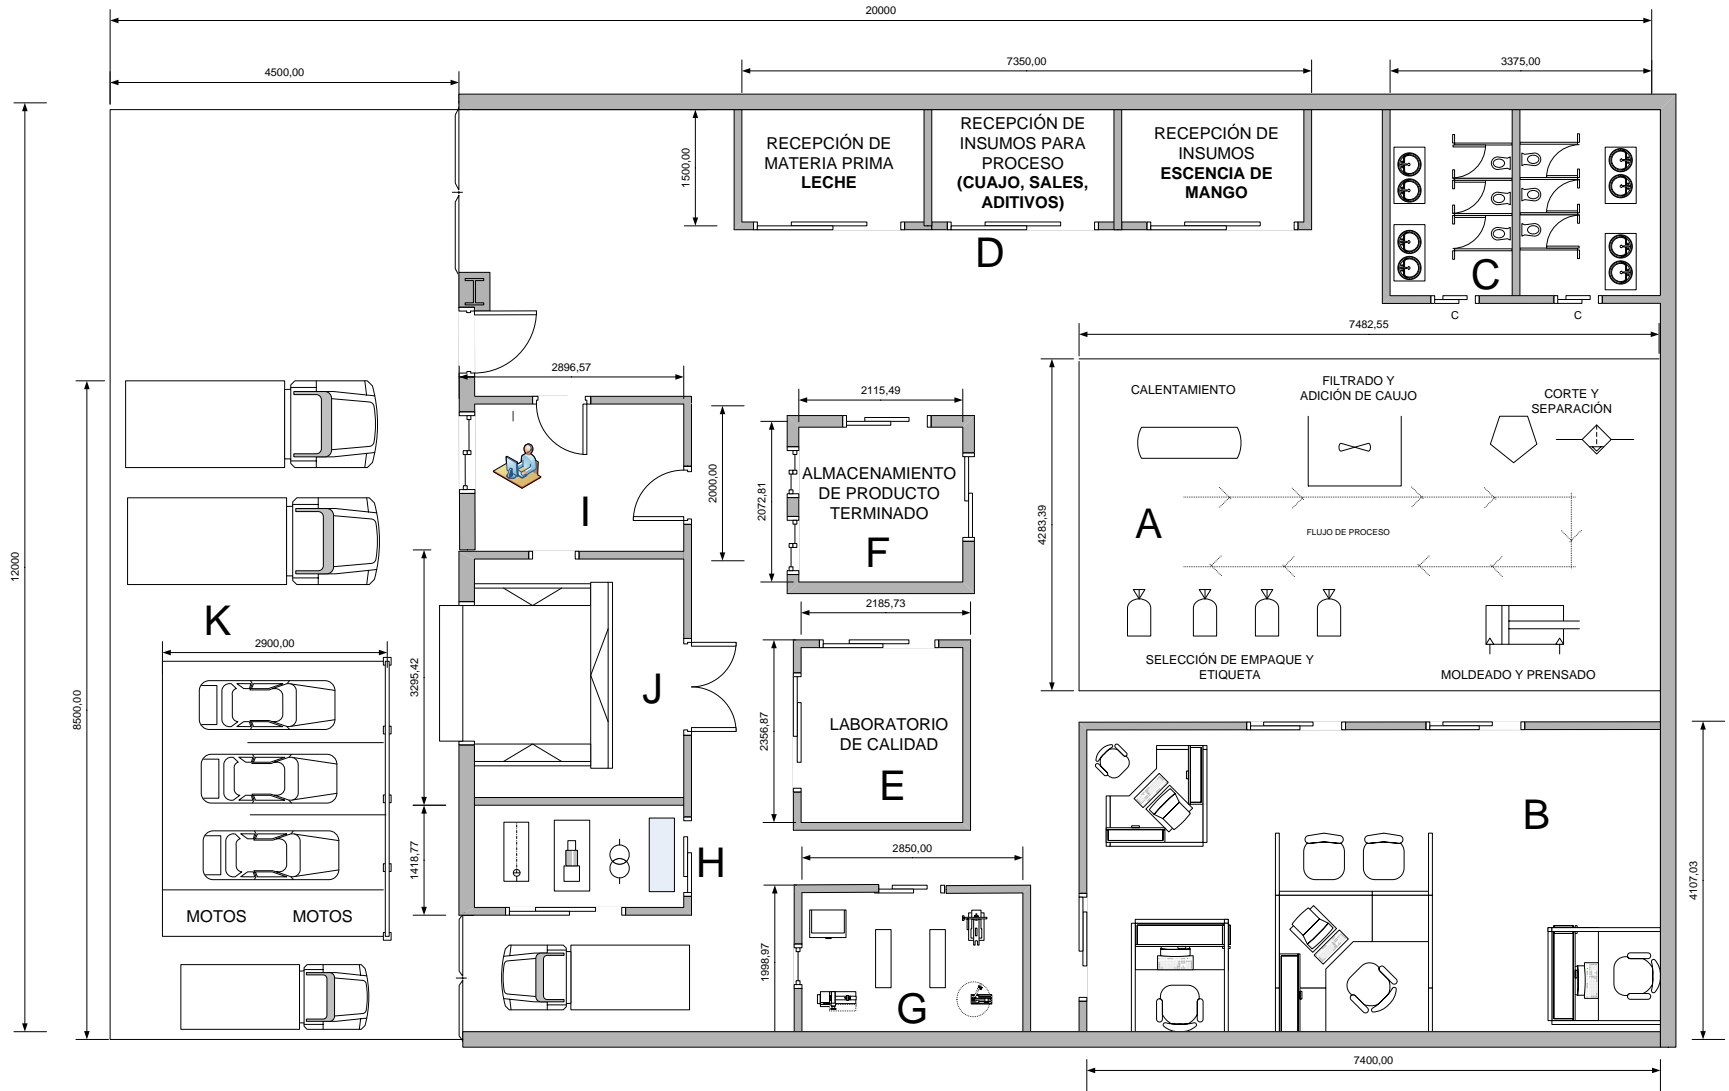 20000
4500,00
7350,00
3375,00
12000
1500,00
RECEPCIÓN DE
MATERIA PRIMA
LECHE
RECEPCIÓN DE
INSUMOS PARA
PROCESO
(CUAJO, SALES,
ADITIVOS)
RECEPCIÓN DE
INSUMOS
ESCENCIA DE
MANGO
D
C
C
C
7482,55
2896,57
2115,49
4283,39
CALENTAMIENTO
FILTRADO Y
ADICIÓN DE CAUJO
CORTE Y
SEPARACIÓN
I
I
2000,00
2072,81
ALMACENAMIENTO
DE PRODUCTO
TERMINADO
F
A
FLUJO DE PROCESO
SELECCIÓN DE EMPAQUE Y
ETIQUETA
MOLDEADO Y PRENSADO
K
2900,00
8500,00
3295,42
J
2185,73
2356,87
LABORATORIO
DE CALIDAD
E
B
4107,03
1418,77
H
2850,00
MOTOS
MOTOS
1998,97
G
7400,00